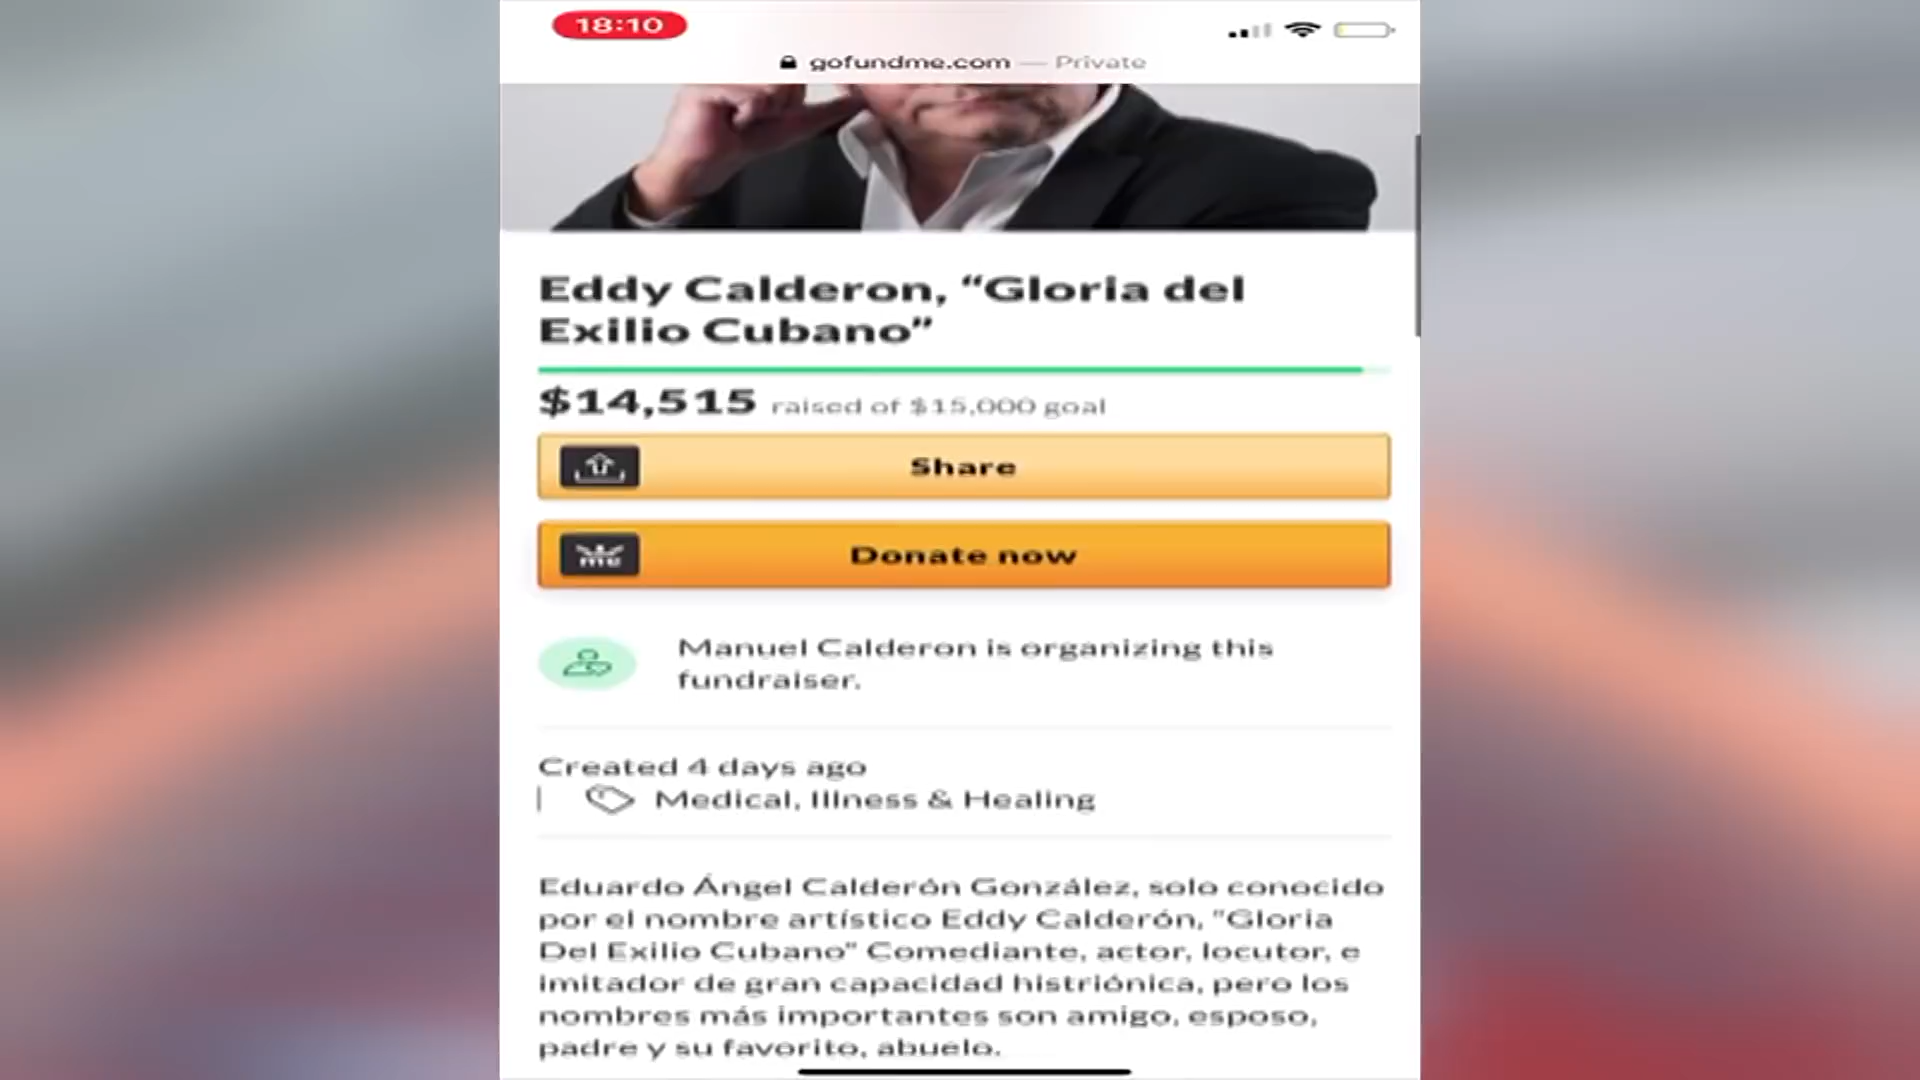 18:10
gofundme.com — Private
Eddy Calderon, “Gloria del
Exilio Cubano”
$14,515 raised of $15,000 goal
Share
me
Donate now
Manuel Calderon is organizing this
fundraiser.
Created 4 days ago
Medical, Illness & Healing
Eduardo Ángel Calderón González, solo conocido
por el nombre artístico Eddy Calderón, "Gloria
Del Exilio Cubano" Comediante, actor, locutor, e
imitador de gran capacidad histriónica, pero los
nombres más importantes son amigo, esposo,
padre y su favorito, abuelo.